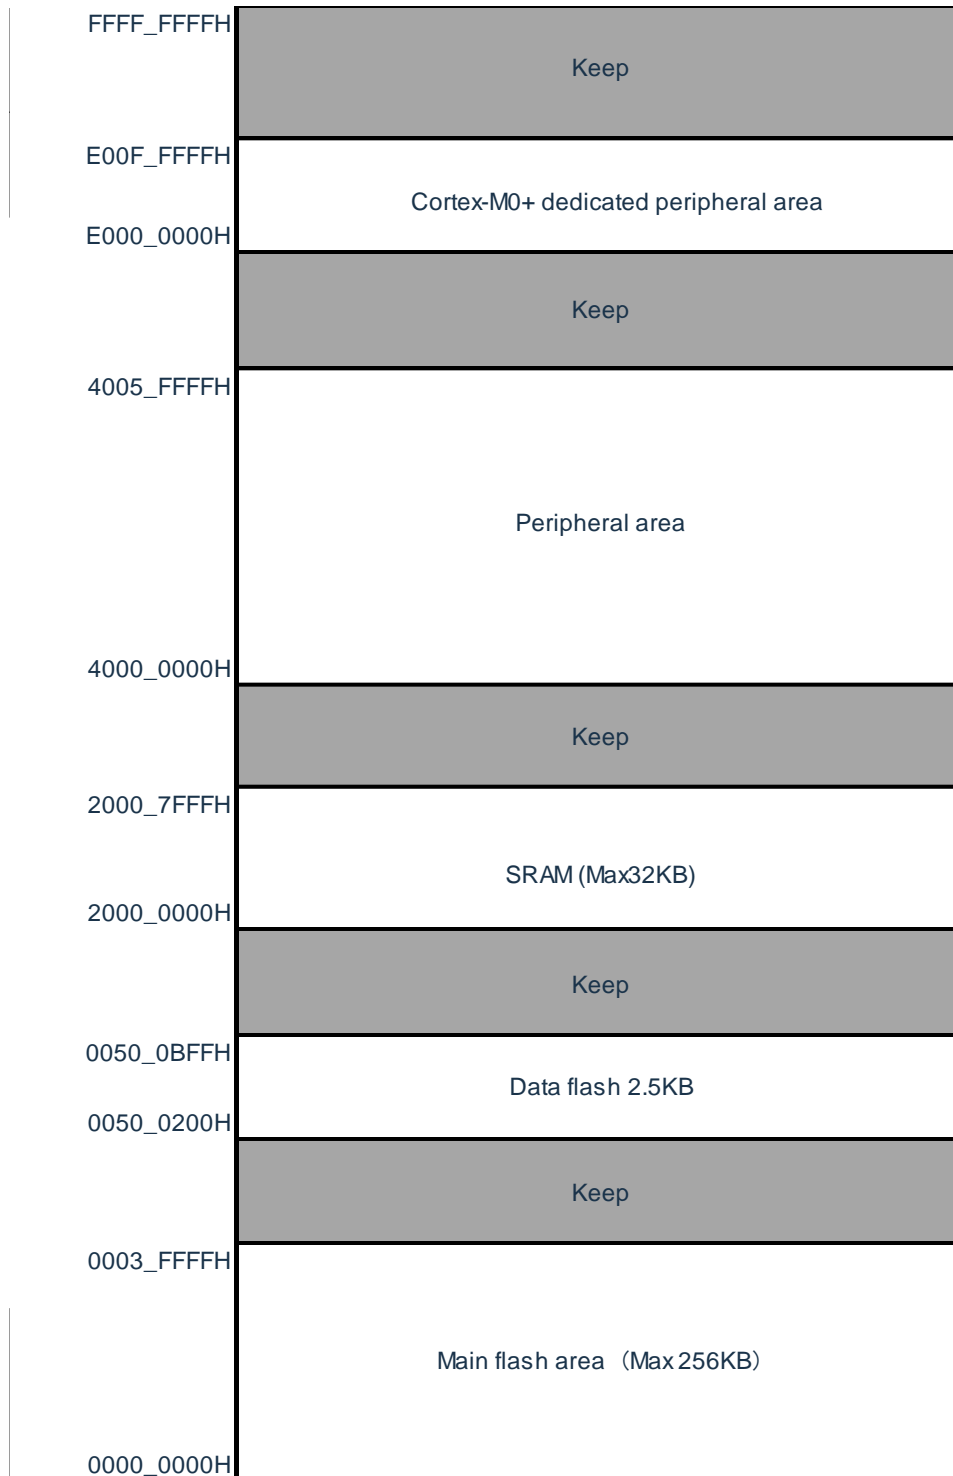 FFFF_FFFFH
Keep
E00F_FFFFH
Cortex-M0+ dedicated peripheral area
E000_0000H
Keep
4005_FFFFH
Peripheral area
4000_0000H
Keep
2000_7FFFH
SRAM (Max32KB)
2000_0000H
Keep
0050_0BFFH
Data flash 2.5KB
0050_0200H
Keep
0003_FFFFH
Main flash area（Max 256KB）
0000_0000H